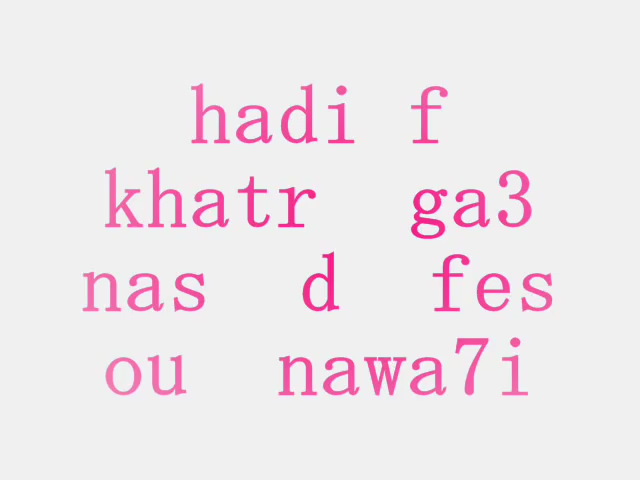 hadi f
khatr ga3
nas d fes
ou nawa7i